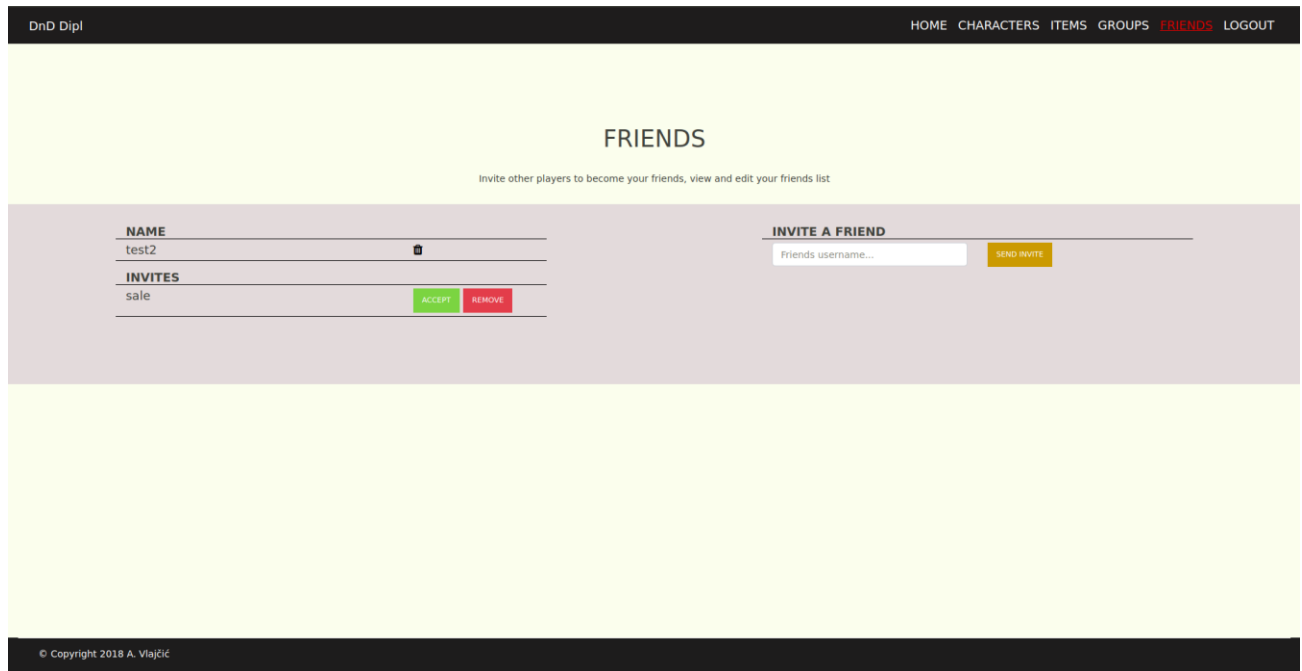 DnD Dipl HOME CHARACTERS ITEMS GROUPS FRIENDS LOGOUT
FRIENDS
Invite other players to become your friends, view and edit your friends list
NAME
test2
INVITES
sale ACCEPT REMOVE
INVITE A FRIEND
Friends username... SEND INVITE
© Copyright 2018 A. Vlajčić